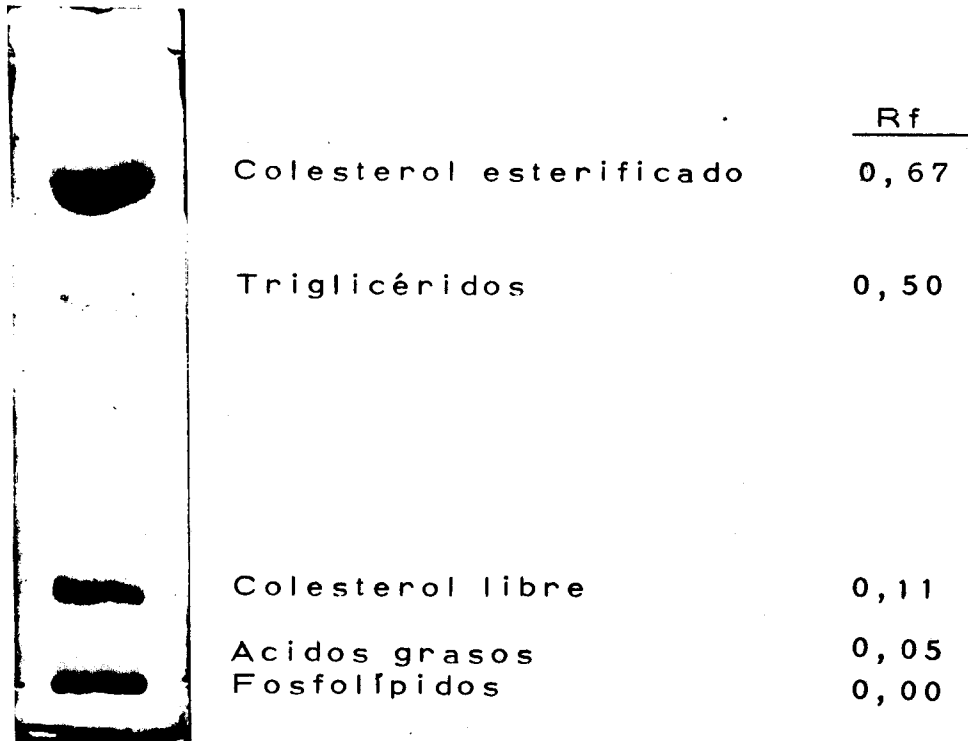 Rf
Colesterol esterificado 0,67
Triglicéridos 0,50
Colesterol libre 0,11
Acidos grasos 0,05
Fosfolípidos 0,00